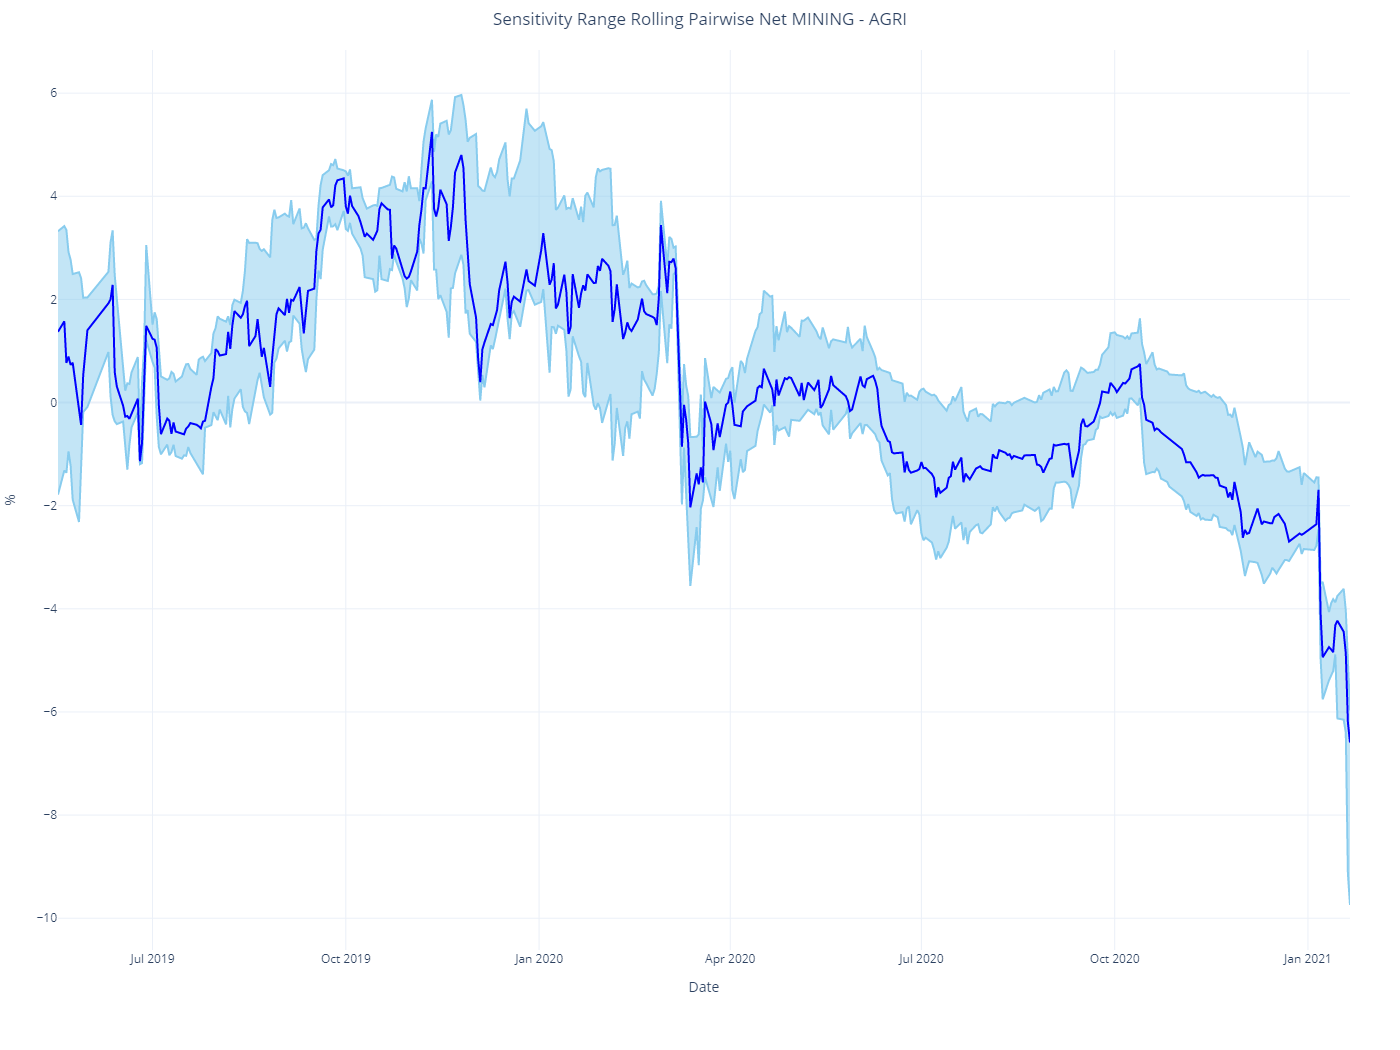 Sensitivity Range Rolling Pairwise Net MINING - AGRI
6
4
2
0
−2
−4
−6
−8
−10
%
Jul 2019
Oct 2019
Jan 2020
Apr 2020
Jul 2020
Oct 2020
Jan 2021
Date